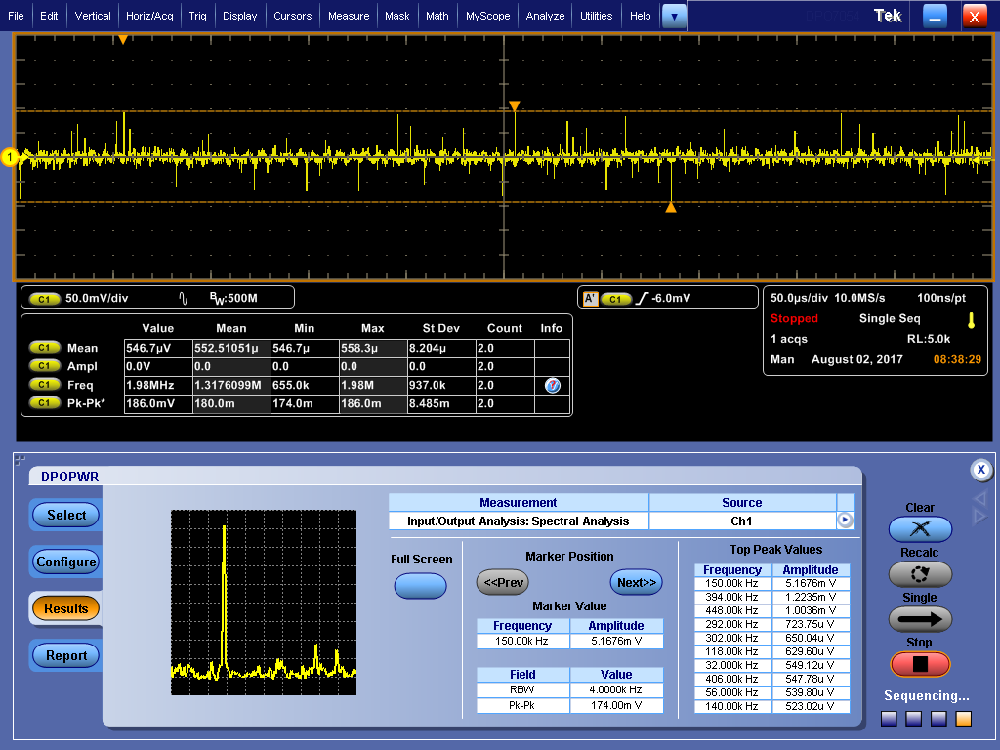 File Edit Vertical Horiz/Acq Trig Display Cursors Measure Mask Math MyScope Analyze Utilities Help Tek X
1
C1 50.0mV/div BW:500M
A' C1 -6.0mV
50.0µs/div 10.0MS/s 100ns/pt
Stopped Single Seq
1 acqs RL:5.0k
Man August 02, 2017 08:38:29
Value Mean Min Max St Dev Count Info
C1 Mean 546.7µV 552.51051µ 546.7µ 558.3µ 8.204µ 2.0
C1 Ampl 0.0V 0.0 0.0 0.0 0.0 2.0
C1 Freq 1.98MHz 1.3176099M 655.0k 1.98M 937.0k 2.0
C1 Pk-Pk* 186.0mV 180.0m 174.0m 186.0m 8.485m 2.0
DPOPWR
X
Select
Configure
Results
Report
Measurement Source
Input/Output Analysis: Spectral Analysis Ch1
Full Screen
Marker Position
<<Prev Next>>
Marker Value
Frequency Amplitude
150.00k Hz 5.1676m V
Field Value
RBW 4.0000k Hz
Pk-Pk 174.00m V
Top Peak Values
Frequency Amplitude
150.00k Hz 5.1676m V
394.00k Hz 1.2235m V
448.00k Hz 1.0036m V
292.00k Hz 723.75u V
302.00k Hz 650.04u V
118.00k Hz 629.60u V
32.000k Hz 549.12u V
406.00k Hz 547.78u V
56.000k Hz 539.80u V
140.00k Hz 523.02u V
Clear
Recalc
Single
Stop
Sequencing...